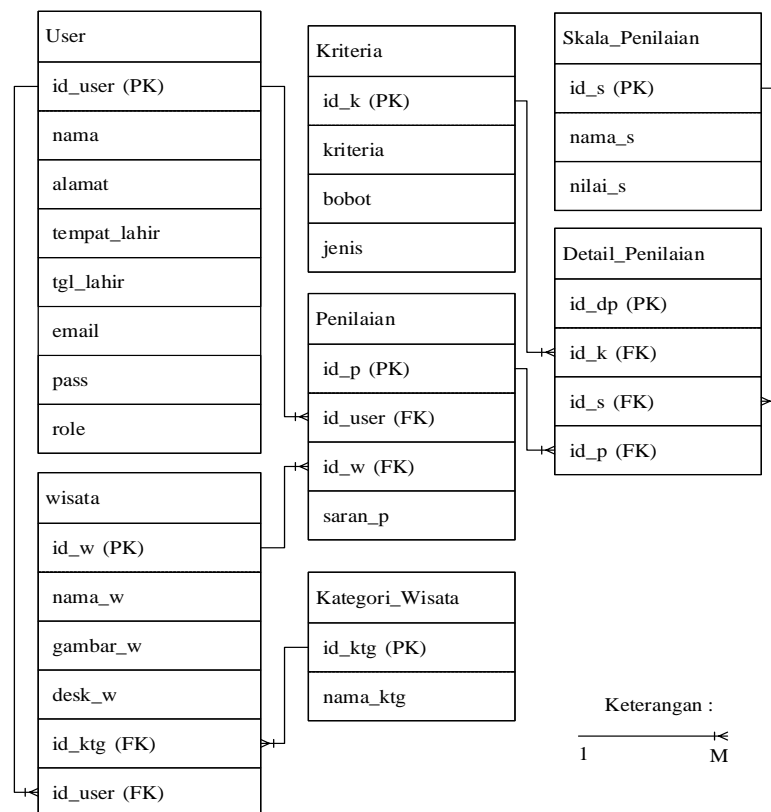 User
id_user (PK)
nama
alamat
tempat_lahir
tgl_lahir
email
pass
role
wisata
id_w (PK)
nama_w
gambar_w
desk_w
id_ktg (FK)
id_user (FK)
Kriteria
id_k (PK)
kriteria
bobot
jenis
Penilaian
id_p (PK)
id_user (FK)
id_w (FK)
saran_p
Kategori_Wisata
id_ktg (PK)
nama_ktg
Skala_Penilaian
id_s (PK)
nama_s
nilai_s
Detail_Penilaian
id_dp (PK)
id_k (FK)
id_s (FK)
id_p (FK)
Keterangan :
1 M